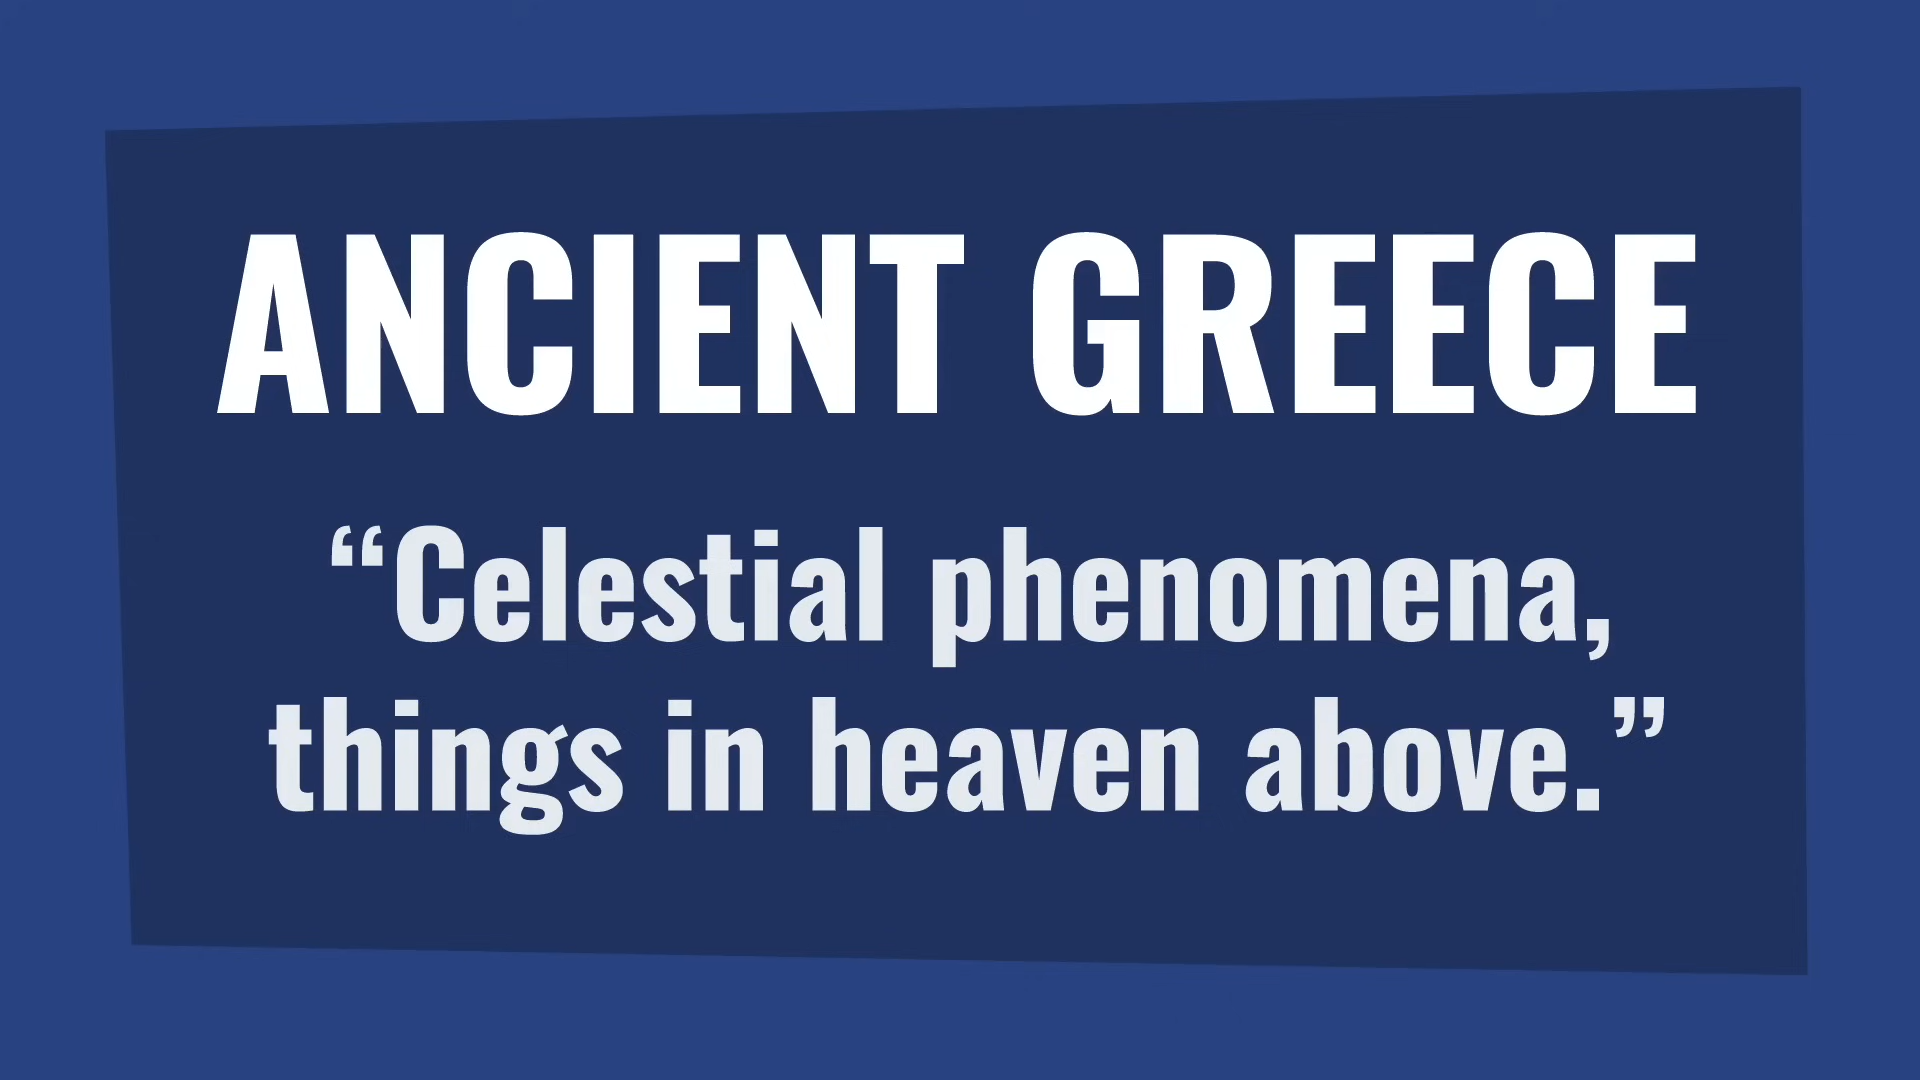 ANCIENT GREECE
“Celestial phenomena,
things in heaven above.”